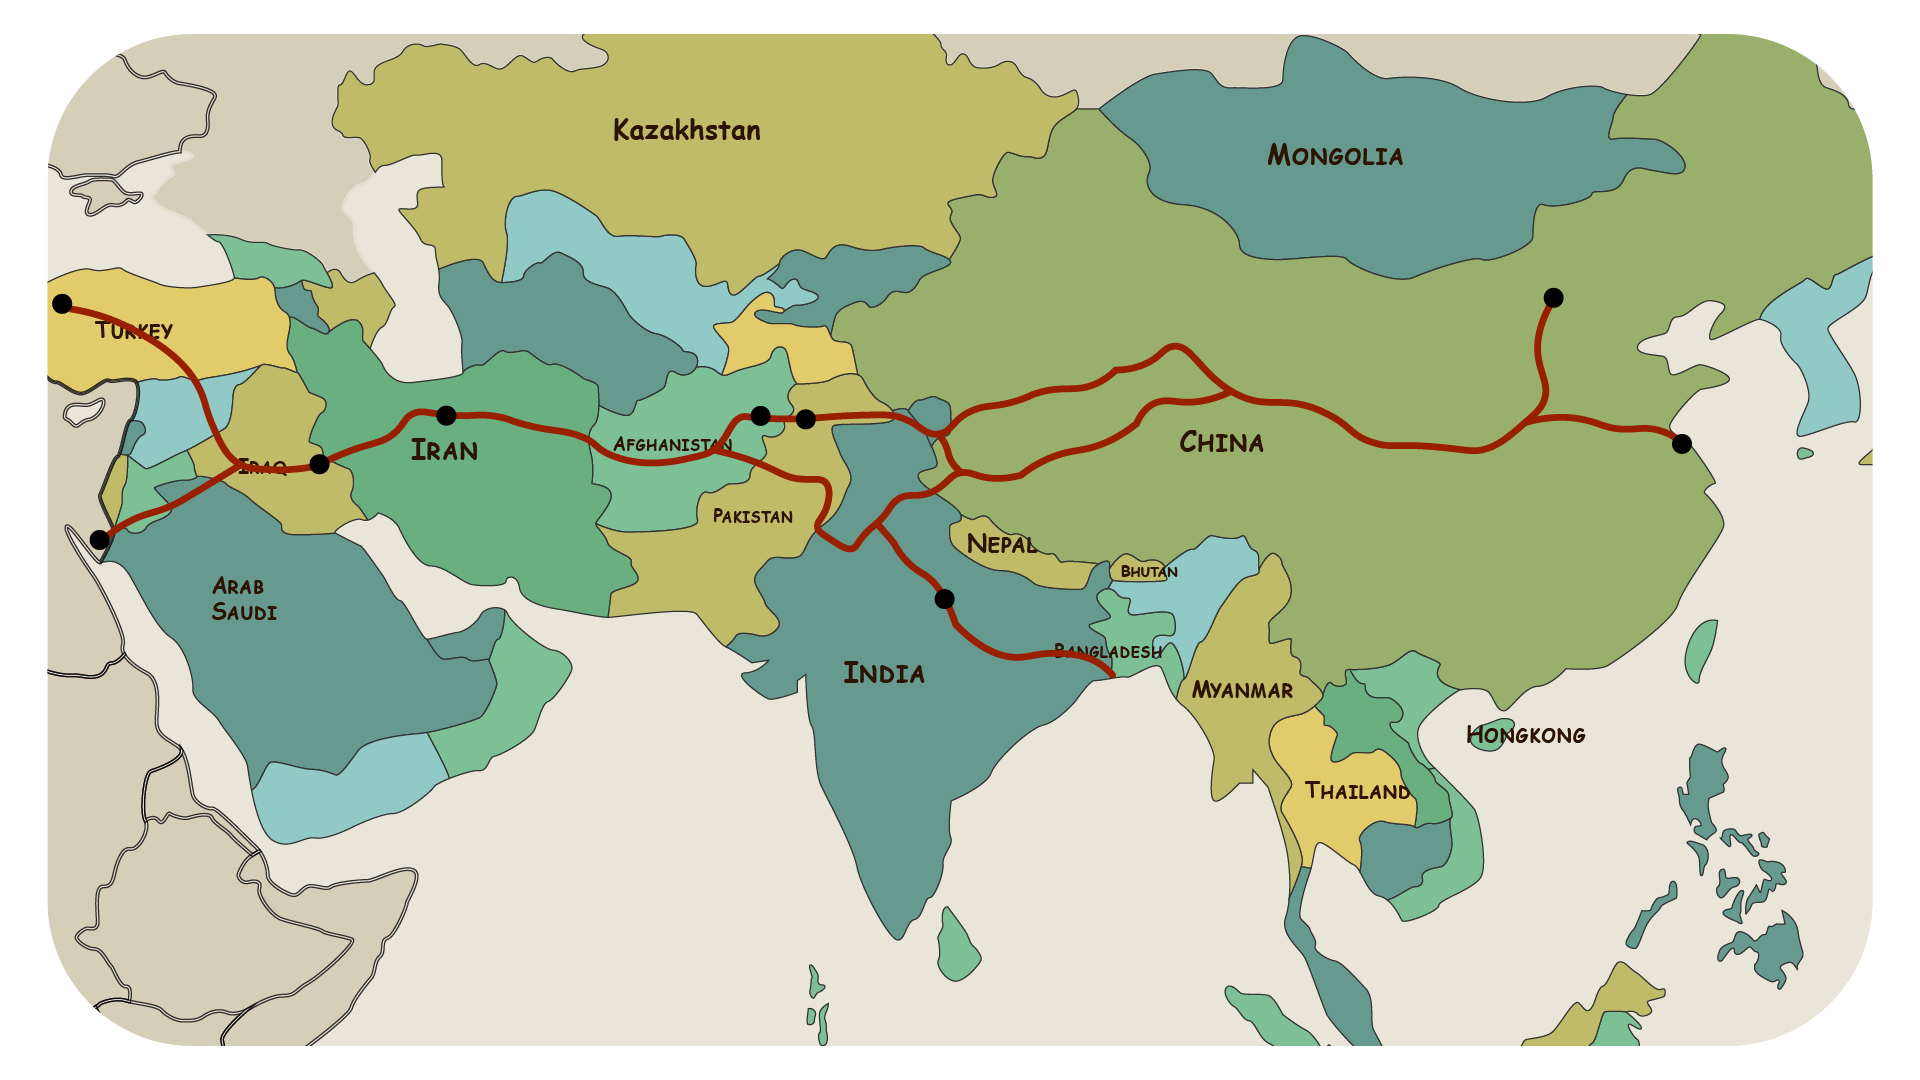 Kazakhstan
Mongolia
Turkey
China
Afghanistan
Iran
Iraq
Pakistan
Nepal
Bhutan
Arab
Saudi
Bangladesh
India
Myanmar
Hongkong
Thailand